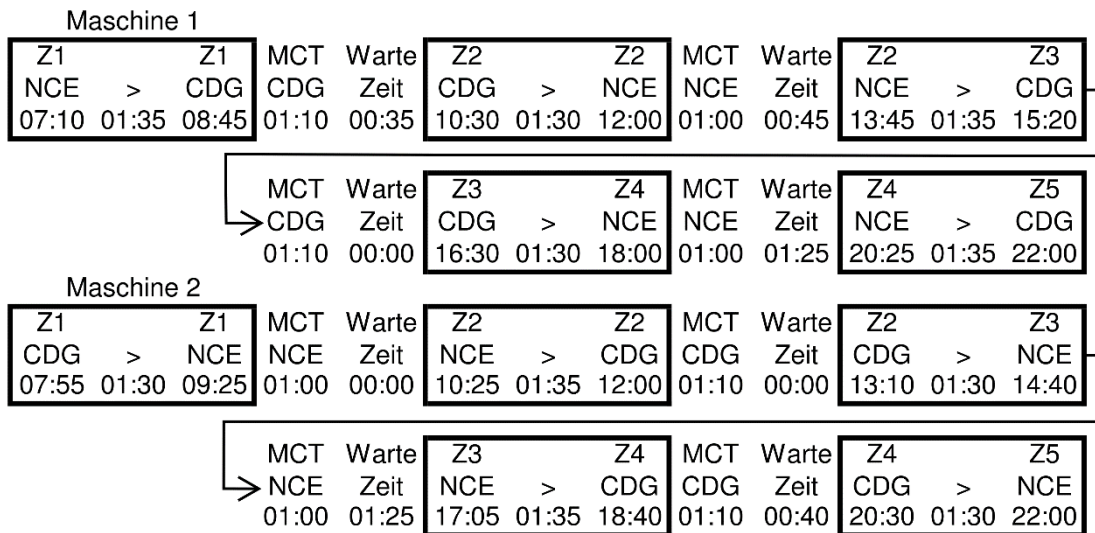 Maschine 1
Z1 Z1 MCT Warte Z2 Z2 MCT Warte Z2 Z3
NCE > CDG CDG Zeit CDG > NCE NCE Zeit NCE > CDG
07:10 01:35 08:45 01:10 00:35 10:30 01:30 12:00 01:00 00:45 13:45 01:35 15:20
MCT Warte Z3 Z4 MCT Warte Z4 Z5
CDG Zeit CDG > NCE NCE Zeit NCE > CDG
01:10 00:00 16:30 01:30 18:00 01:00 01:25 20:25 01:35 22:00
Maschine 2
Z1 Z1 MCT Warte Z2 Z2 MCT Warte Z2 Z3
CDG > NCE NCE Zeit NCE > CDG CDG Zeit CDG > NCE
07:55 01:30 09:25 01:00 00:00 10:25 01:35 12:00 01:10 00:00 13:10 01:30 14:40
MCT Warte Z3 Z4 MCT Warte Z4 Z5
NCE Zeit NCE > CDG CDG Zeit CDG > NCE
01:00 01:25 17:05 01:35 18:40 01:10 00:40 20:30 01:30 22:00